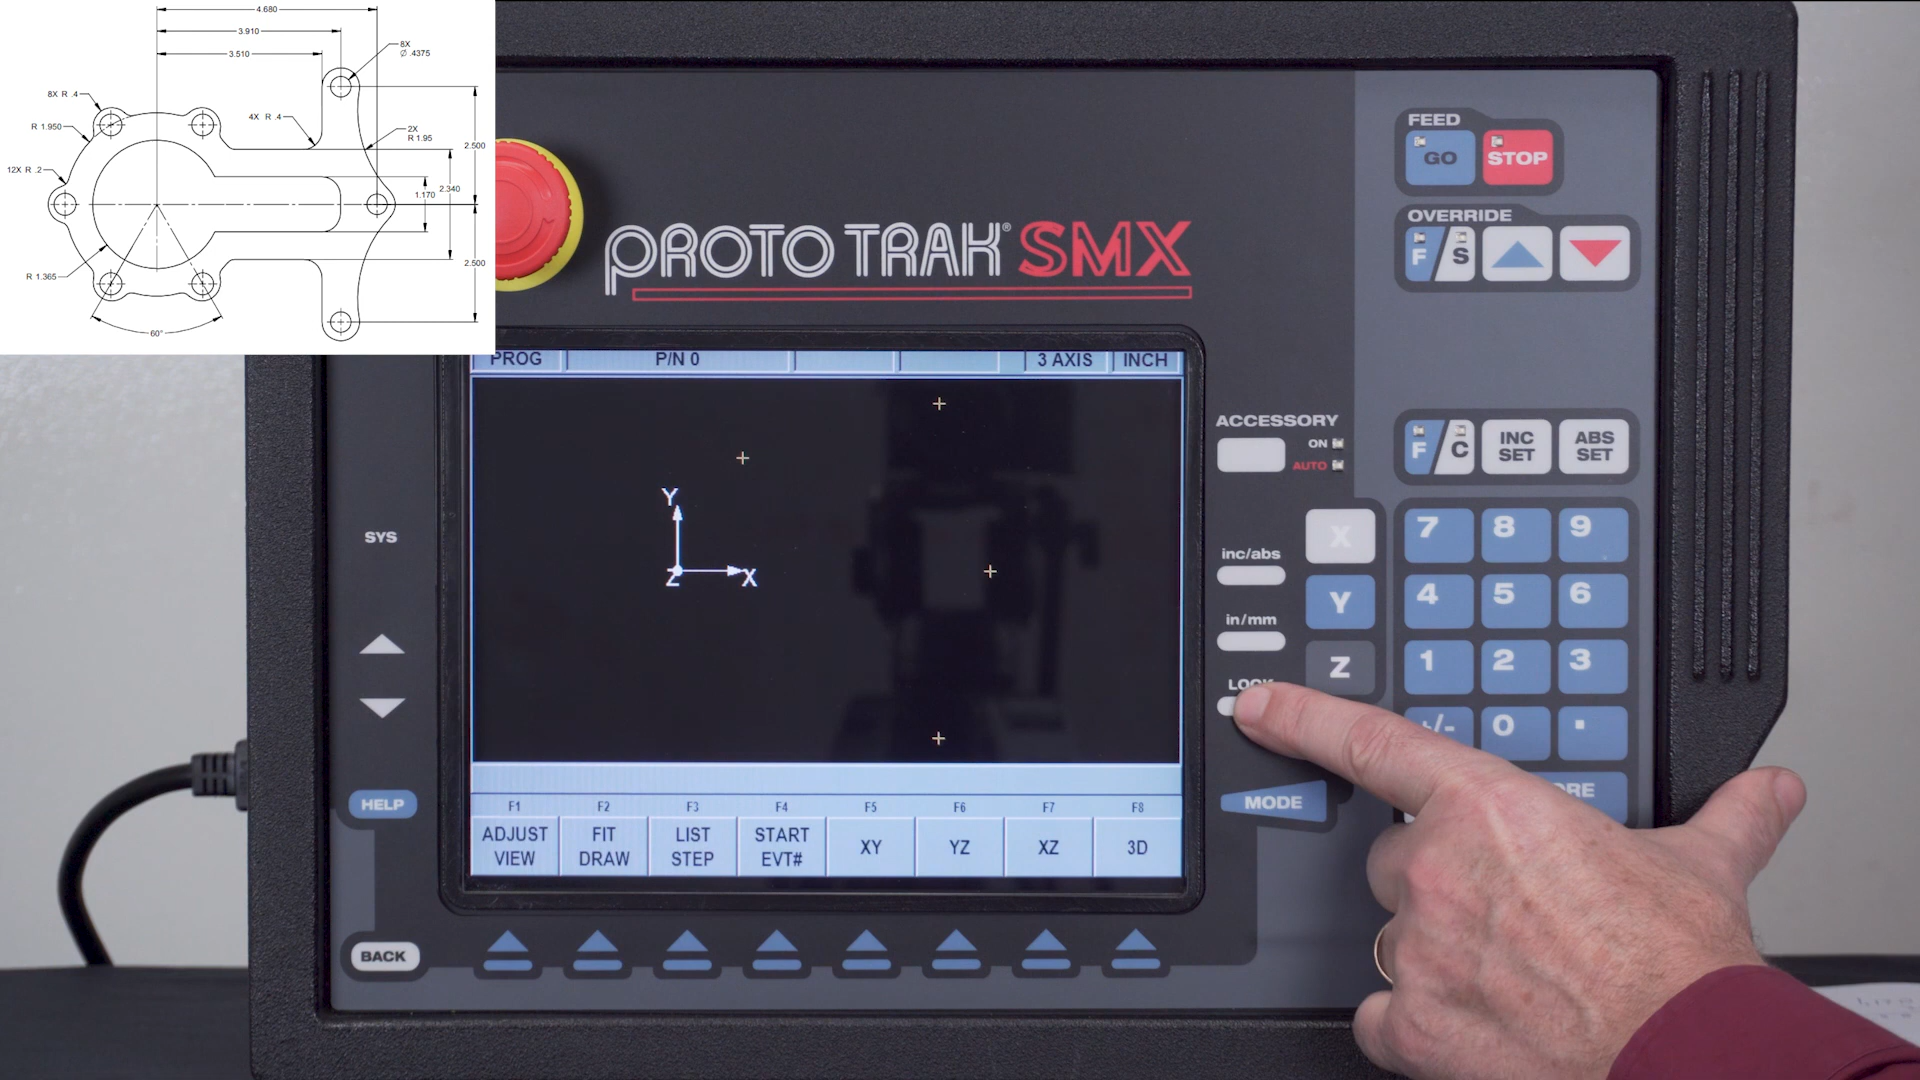 4.680
3.910
3.510
8X
Ø .4375
8X R .4
R 1.950
4X R .4
2X
R 1.95
12X R .2
2.500
2.340
1.170
R 1.365
2.500
60°
PROTO TRAK® SMX
FEED
GO
STOP
OVERRIDE
F
S
PROG
P/N 0
3 AXIS
INCH
Y
Z
X
ACCESSORY
ON
AUTO
F
C
INC
SET
ABS
SET
inc/abs
in/mm
LOCK
X
Y
Z
7
8
9
4
5
6
1
2
3
0
.
MODE
SYS
HELP
BACK
F1
F2
F3
F4
F5
F6
F7
F8
ADJUST
VIEW
FIT
DRAW
LIST
STEP
START
EVT#
XY
YZ
XZ
3D